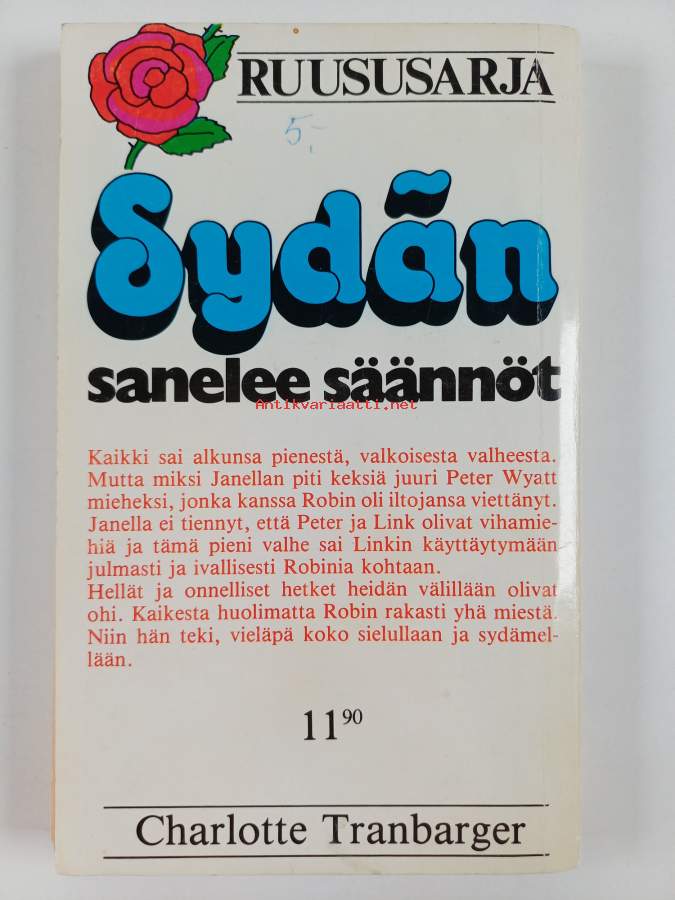 RUUSUSARJA
5,-
Sydän
sanelee säännöt
Antikvariaatti.net
Kaikki sai alkunsa pienestä, valkoisesta valheesta.
Mutta miksi Janellan piti keksiä juuri Peter Wyatt
mieheksi, jonka kanssa Robin oli iltojansa viettänyt.
Janella ei tiennyt, että Peter ja Link olivat vihamie-
hiä ja tämä pieni valhe sai Linkin käyttäytymään
julmasti ja ivallisesti Robinia kohtaan.
Hellät ja onnelliset hetket heidän välillään olivat
ohi. Kaikesta huolimatta Robin rakasti yhä miestä.
Niin hän teki, vieläpä koko sielullaan ja sydämel-
lään.
11 90
Charlotte Tranbarger